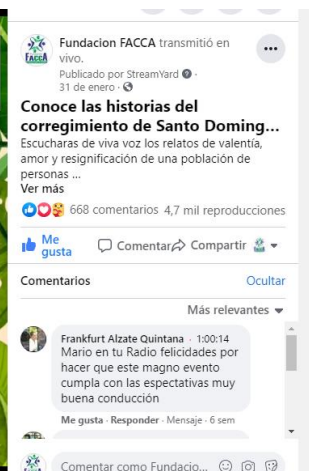 Fundacion FACCA transmitió en
vivo.
Publicado por StreamYard ·
31 de enero ·
FACCA
Conoce las historias del
corregimiento de Santo Doming...
Escucharas de viva voz los relatos de valentía,
amor y resignificación de una población de
personas ...
Ver más
668 comentarios 4,7 mil reproducciones
Me
gusta
Comentar
Compartir
Comentarios
Ocultar
Más relevantes
Frankfurt Alzate Quintana · 1:00:14
Mario en tu Radio felicidades por
hacer que este magno evento
cumpla con las espectativas muy
buena conducción
Me gusta · Responder · Mensaje · 6 sem
Comentar como Fundacio...